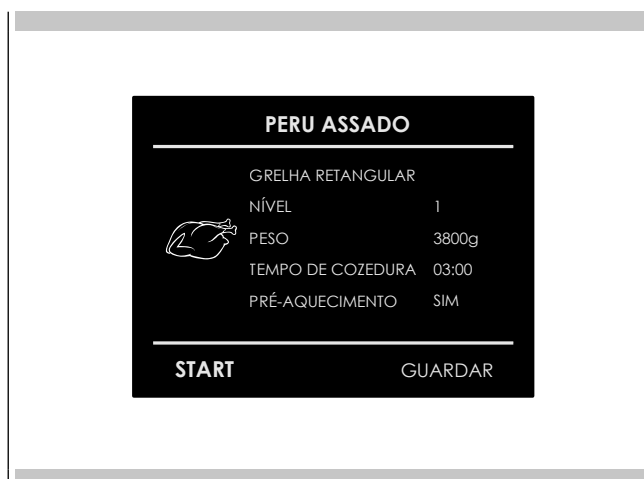 PERU ASSADO
GRELHA RETANGULAR
NÍVEL 1
PESO 3800g
TEMPO DE COZEDURA 03:00
PRÉ-AQUECIMENTO SIM
START GUARDAR